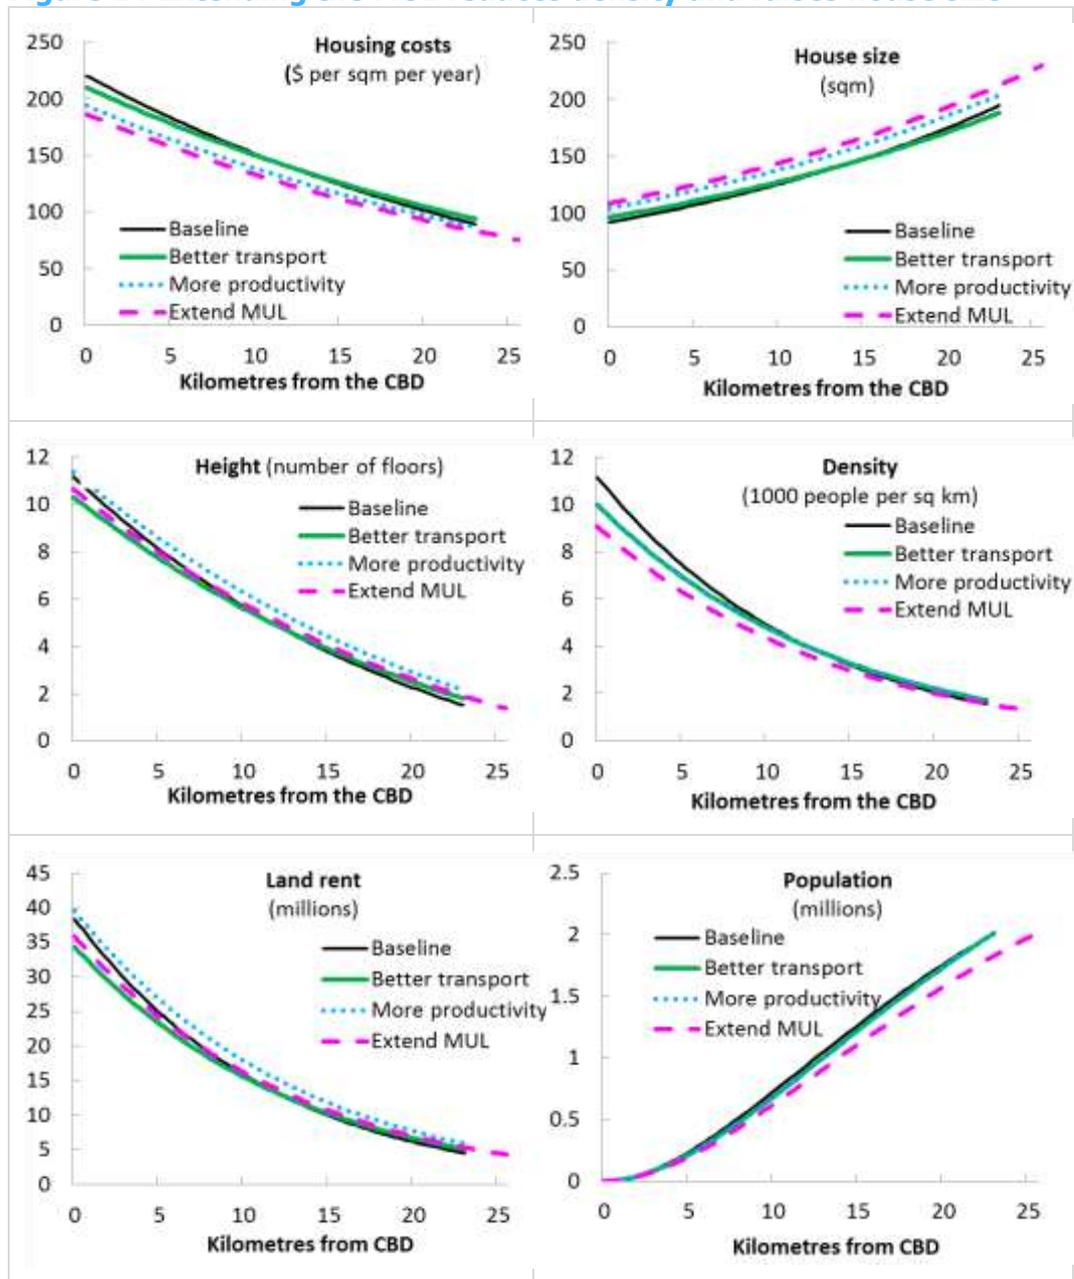 Housing costs
($ per sqm per year)
250
200
150
100
50
0
Baseline
Better transport
More productivity
Extend MUL
0 5 10 15 20 25
Kilometres from the CBD
House size
(sqm)
250
200
150
100
50
0
Baseline
Better transport
More productivity
Extend MUL
0 5 10 15 20 25
Kilometres from the CBD
Height (number of floors)
12
10
8
6
4
2
0
Baseline
Better transport
More productivity
Extend MUL
0 5 10 15 20 25
Kilometres from the CBD
Density
(1000 people per sq km)
12
10
8
6
4
2
0
Baseline
Better transport
More productivity
Extend MUL
0 5 10 15 20 25
Kilometres from the CBD
Land rent
(millions)
45
40
35
30
25
20
15
10
5
0
Baseline
Better transport
More productivity
Extend MUL
0 5 10 15 20 25
Kilometres from CBD
Population
(millions)
2.5
2
1.5
1
0.5
0
Baseline
Better transport
More productivity
Extend MUL
0 5 10 15 20 25
Kilometres from CBD